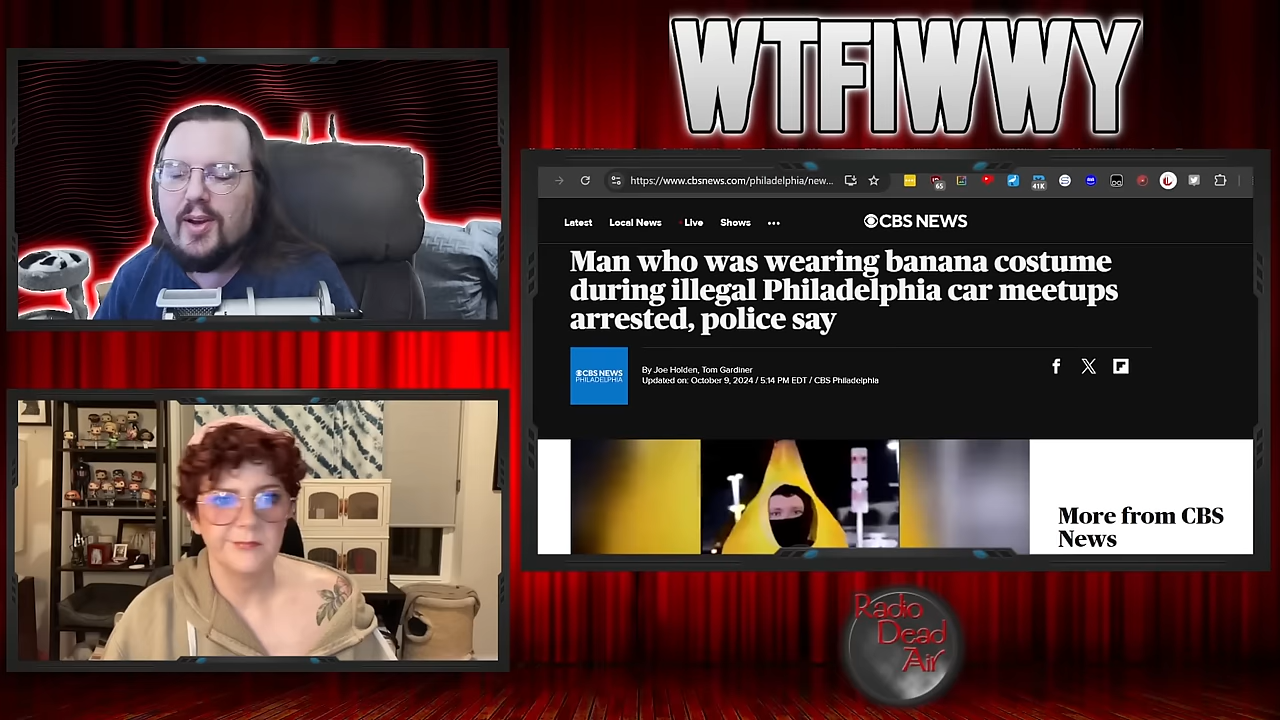 WTFIWWY
https://www.cbsnews.com/philadelphia/new...
65
41K
Latest
Local News
Live
Shows
CBS NEWS
Man who was wearing banana costume
during illegal Philadelphia car meetups
arrested, police say
CBS NEWS
PHILADELPHIA
By Joe Holden, Tom Gardiner
Updated on: October 9, 2024 / 5:14 PM EDT / CBS Philadelphia
More from CBS
News
Radio
Dead
Air